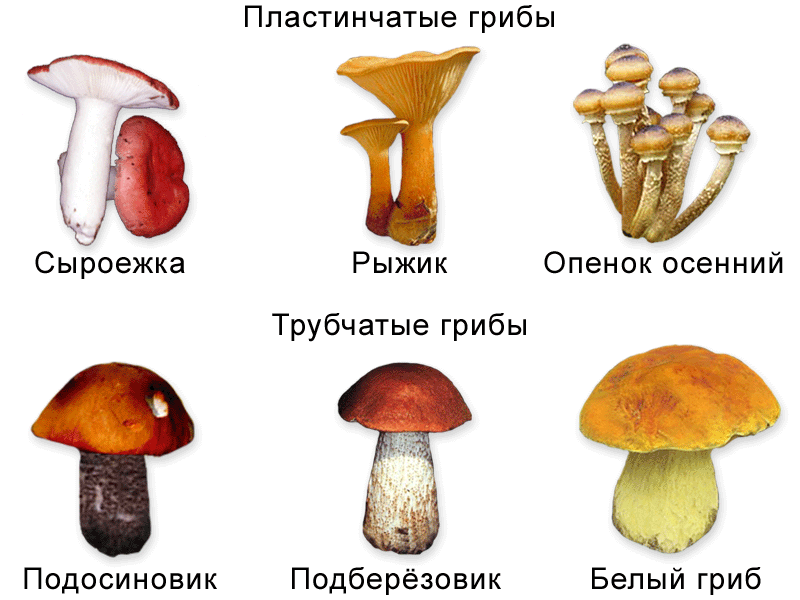 Пластинчатые грибы
Сыроежка
Рыжик
Опенок осенний
Трубчатые грибы
Подосиновик
Подберёзовик
Белый гриб